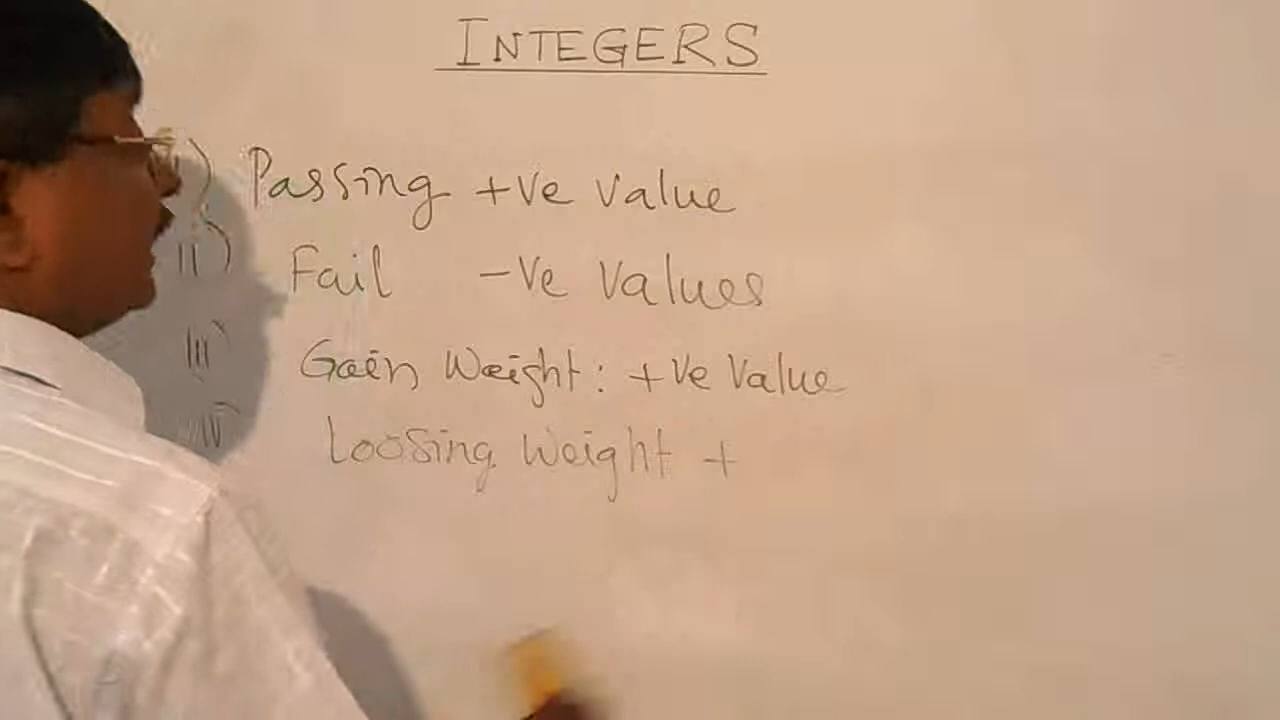 INTEGERS
i) Passing +ve value
ii) Fail -ve values
iii) Gain Weight: +ve value
iv) Loosing Weight +